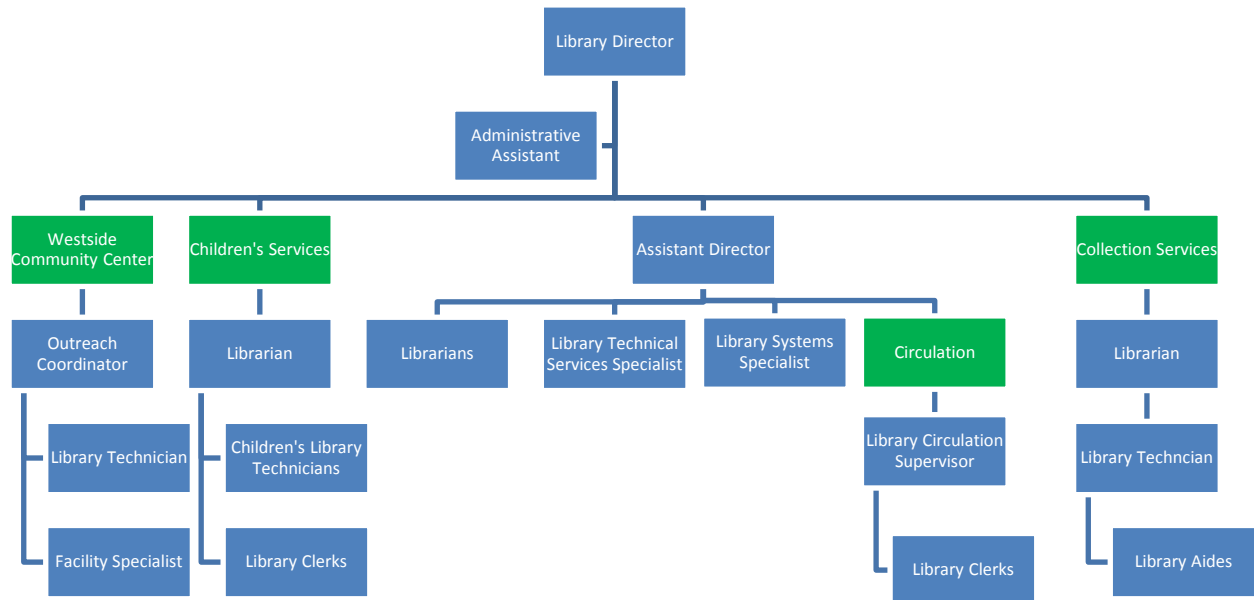 Library Director
Administrative
Assistant
Westside
Community Center
Children's Services
Assistant Director
Collection Services
Outreach
Coordinator
Librarian
Librarians
Library Technical
Services Specialist
Library Systems
Specialist
Circulation
Librarian
Library Technician
Children's Library
Technicians
Library Circulation
Supervisor
Library Techncian
Facility Specialist
Library Clerks
Library Clerks
Library Aides